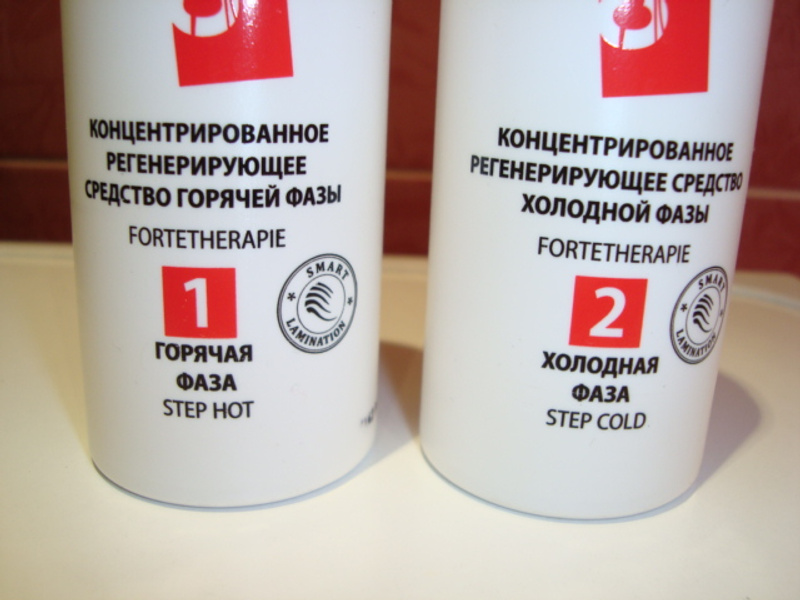 КОНЦЕНТРИРОВАННОЕ
РЕГЕНЕРИРУЮЩЕЕ
СРЕДСТВО ГОРЯЧЕЙ ФАЗЫ
FORTETHERAPIE
1
SMART
LAMINATION
ГОРЯЧАЯ
ФАЗА
STEP HOT
КОНЦЕНТРИРОВАННОЕ
РЕГЕНЕРИРУЮЩЕЕ СРЕДСТВО
ХОЛОДНОЙ ФАЗЫ
FORTETHERAPIE
2
SMART
LAMINATION
ХОЛОДНАЯ
ФАЗА
STEP COLD